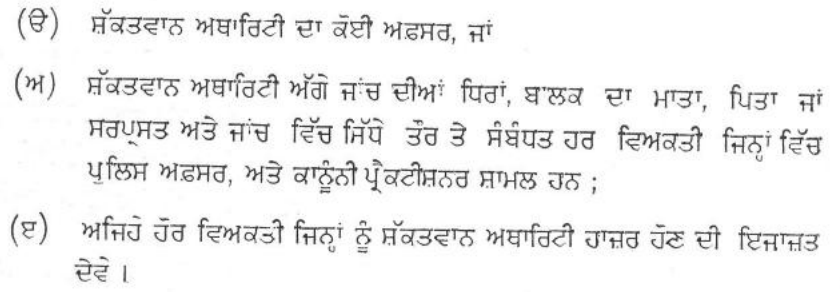 (ੳ) ਸ਼ੱਕਤਵਾਨ ਅਥਾਰਿਟੀ ਦਾ ਕੋਈ ਅਫ਼ਸਰ, ਜਾਂ
(ਅ) ਸ਼ੱਕਤਵਾਨ ਅਥਾਰਿਟੀ ਅੱਗੇ ਜਾਂਚ ਦੀਆਂ ਧਿਰਾਂ, ਬਾਲਕ ਦਾ ਮਾਤਾ, ਪਿਤਾ ਜਾਂ
ਸਰਪ੍ਰਸਤ ਅਤੇ ਜਾਂਚ ਵਿੱਚ ਸਿੱਧੇ ਤੌਰ ਤੇ ਸੰਬੰਧਤ ਹਰ ਵਿਅਕਤੀ ਜਿਨ੍ਹਾਂ ਵਿੱਚ
ਪੁਲਿਸ ਅਫ਼ਸਰ, ਅਤੇ ਕਾਨੂੰਨੀ ਪ੍ਰੈਕਟੀਸ਼ਨਰ ਸ਼ਾਮਲ ਹਨ ;
(ੲ) ਅਜਿਹੇ ਹੋਰ ਵਿਅਕਤੀ ਜਿਨ੍ਹਾਂ ਨੂੰ ਸ਼ੱਕਤਵਾਨ ਅਥਾਰਿਟੀ ਹਾਜ਼ਰ ਹੋਣ ਦੀ ਇਜਾਜ਼ਤ
ਦੇਵੇ ।